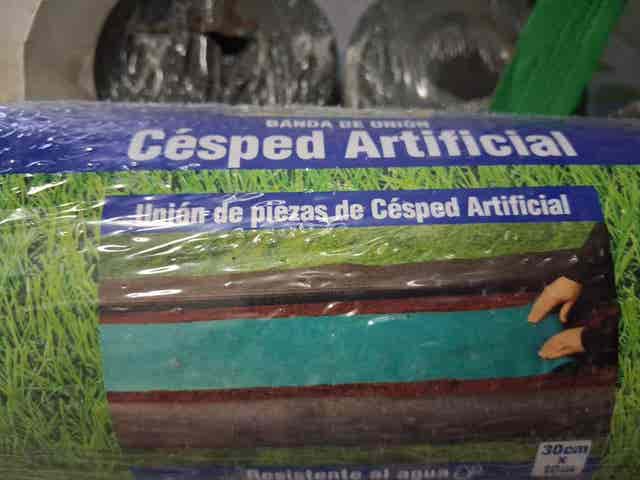 BANDA DE UNIÓN
Césped Artificial
Unión de piezas de Césped Artificial
30cm
x
Resistente al agua